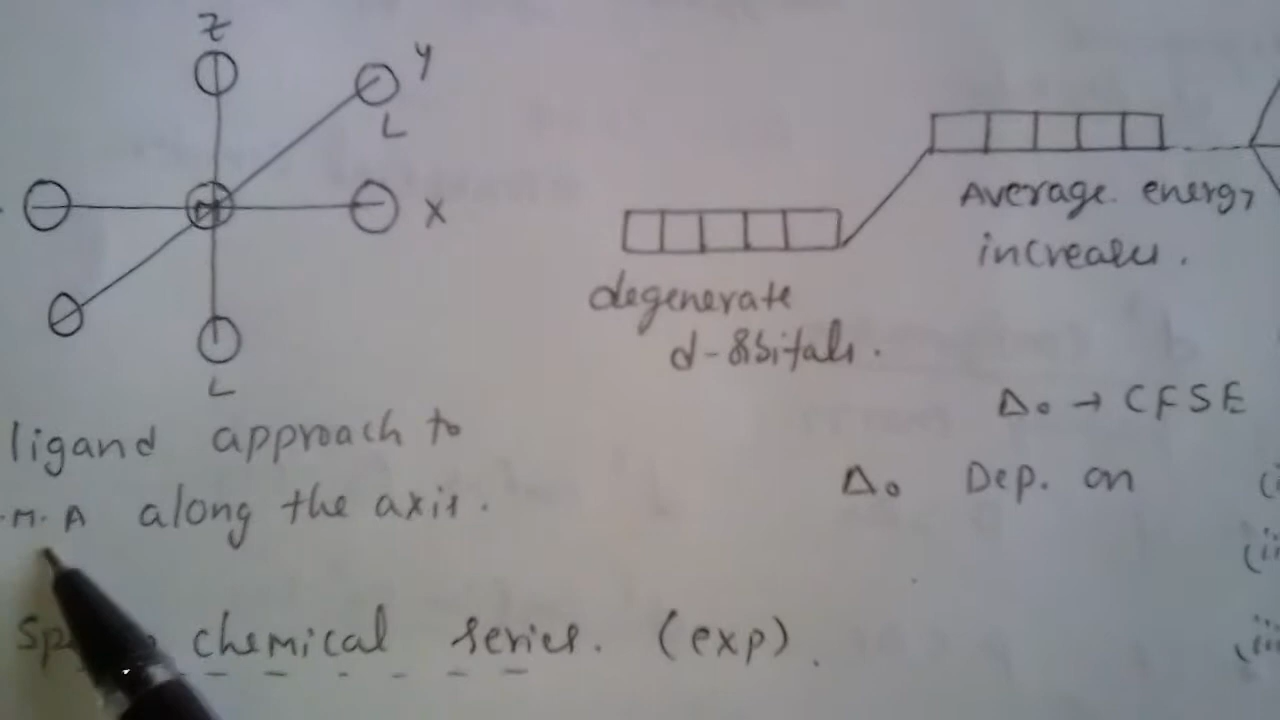 Z
Y
L
M
X
L
Average energy
increases.
degenerate
d-orbitals.
Δo → CFSE
ligand approach to
Δo Dep. on
.M.A along the axis.
chemical series. (exp).